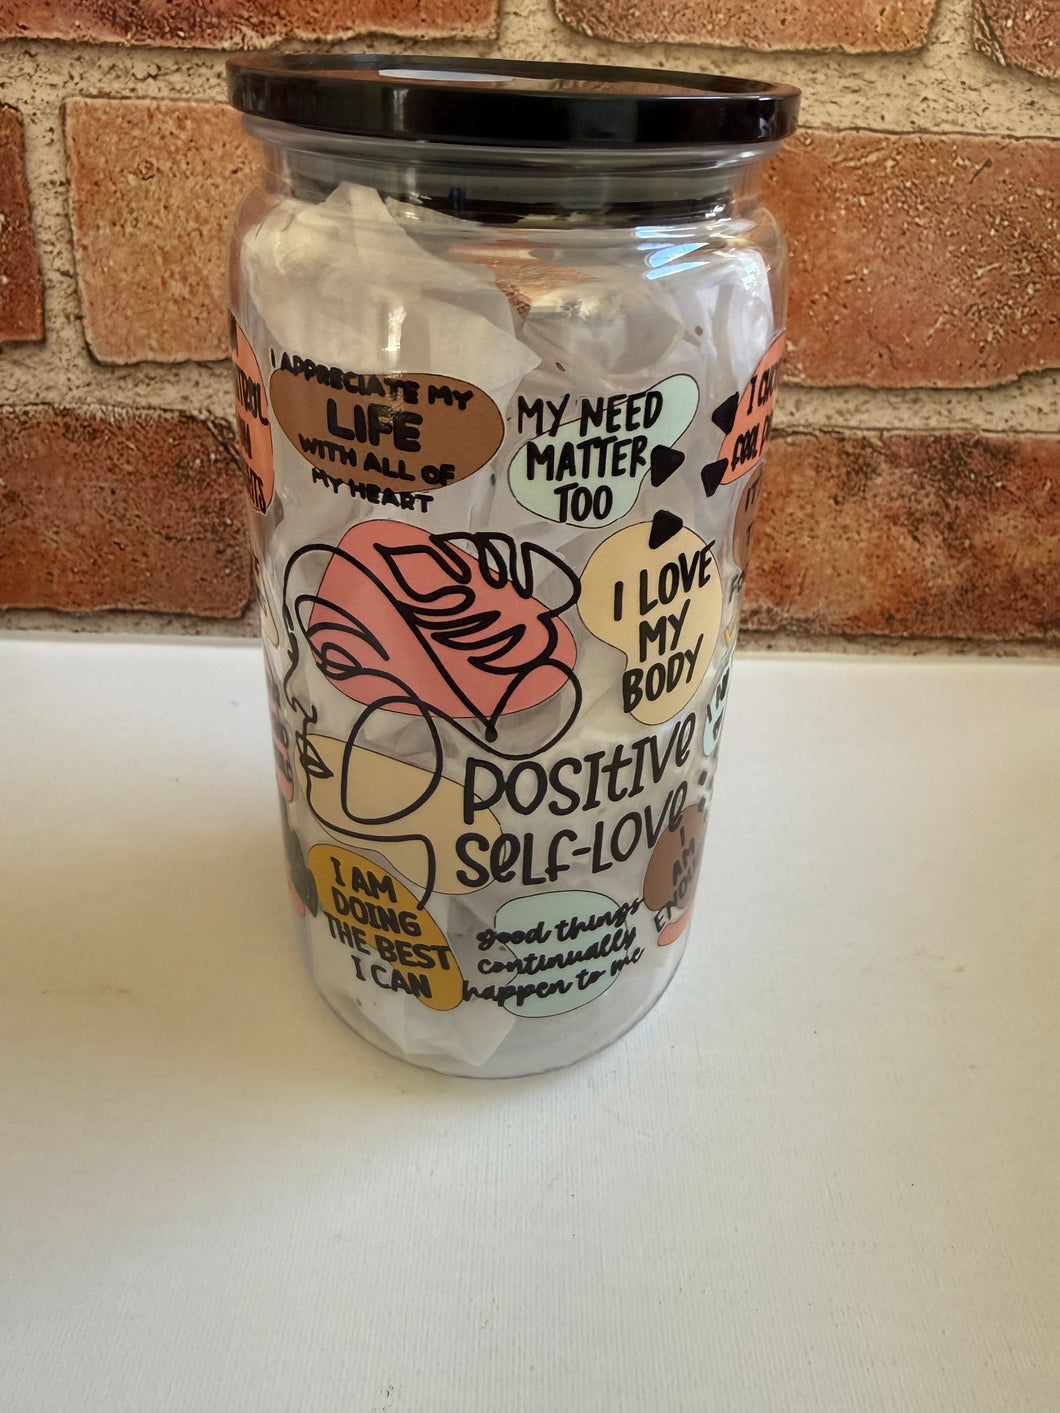 I APPRECIATE MY
LIFE
WITH ALL OF
MY HEART
MY NEED
MATTER
TOO
I LOVE
MY
BODY
POSITIVE
SELF-LOVE
I AM
DOING
THE BEST
I CAN
good things
continually
happen to me
I
AM